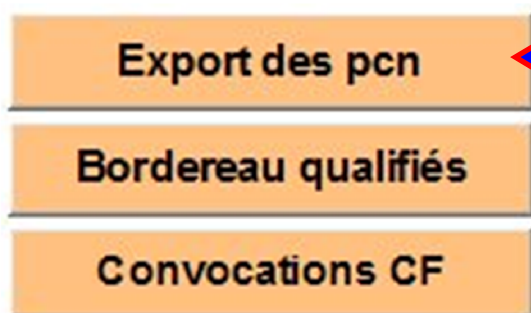 Export des pcn
Bordereau qualifiés
Convocations CF